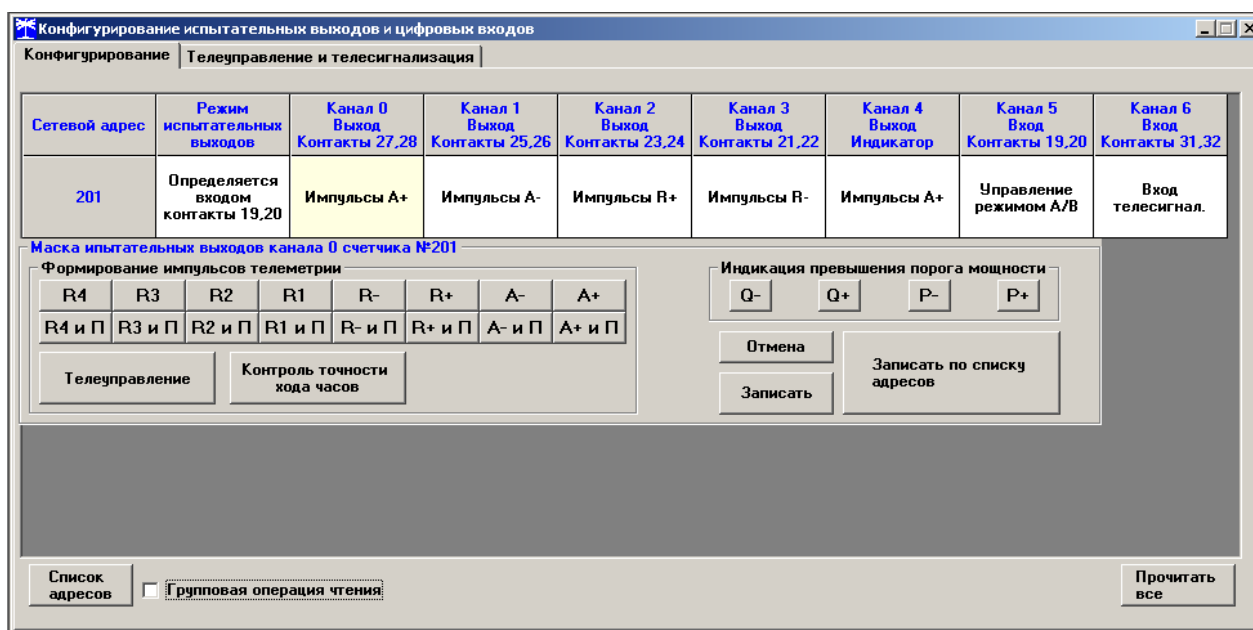 Конфигурирование испытательных выходов и цифровых входов
Конфигурирование Телеуправление и телесигнализация
Сетевой адрес
Режим
испытательных
выходов
Канал 0
Выход
Контакты 27,28
Канал 1
Выход
Контакты 25,26
Канал 2
Выход
Контакты 23,24
Канал 3
Выход
Контакты 21,22
Канал 4
Выход
Индикатор
Канал 5
Вход
Контакты 19,20
Канал 6
Вход
Контакты 31,32
201
Определяется
входом
контакты 19,20
Импульсы A+
Импульсы A-
Импульсы R+
Импульсы R-
Импульсы A+
Управление
режимом A/B
Вход
телесигнал.
Маска ипытательных выходов канала 0 счетчика №201
Формирование импульсов телеметрии
R4 R3 R2 R1 R- R+ A- A+
R4 и П R3 и П R2 и П R1 и П R- и П R+ и П A- и П A+ и П
Телеуправление
Контроль точности
хода часов
Индикация превышения порога мощности
Q- Q+ P- P+
Отмена
Записать
Записать по списку
адресов
Список
адресов
Групповая операция чтения
Прочитать
все